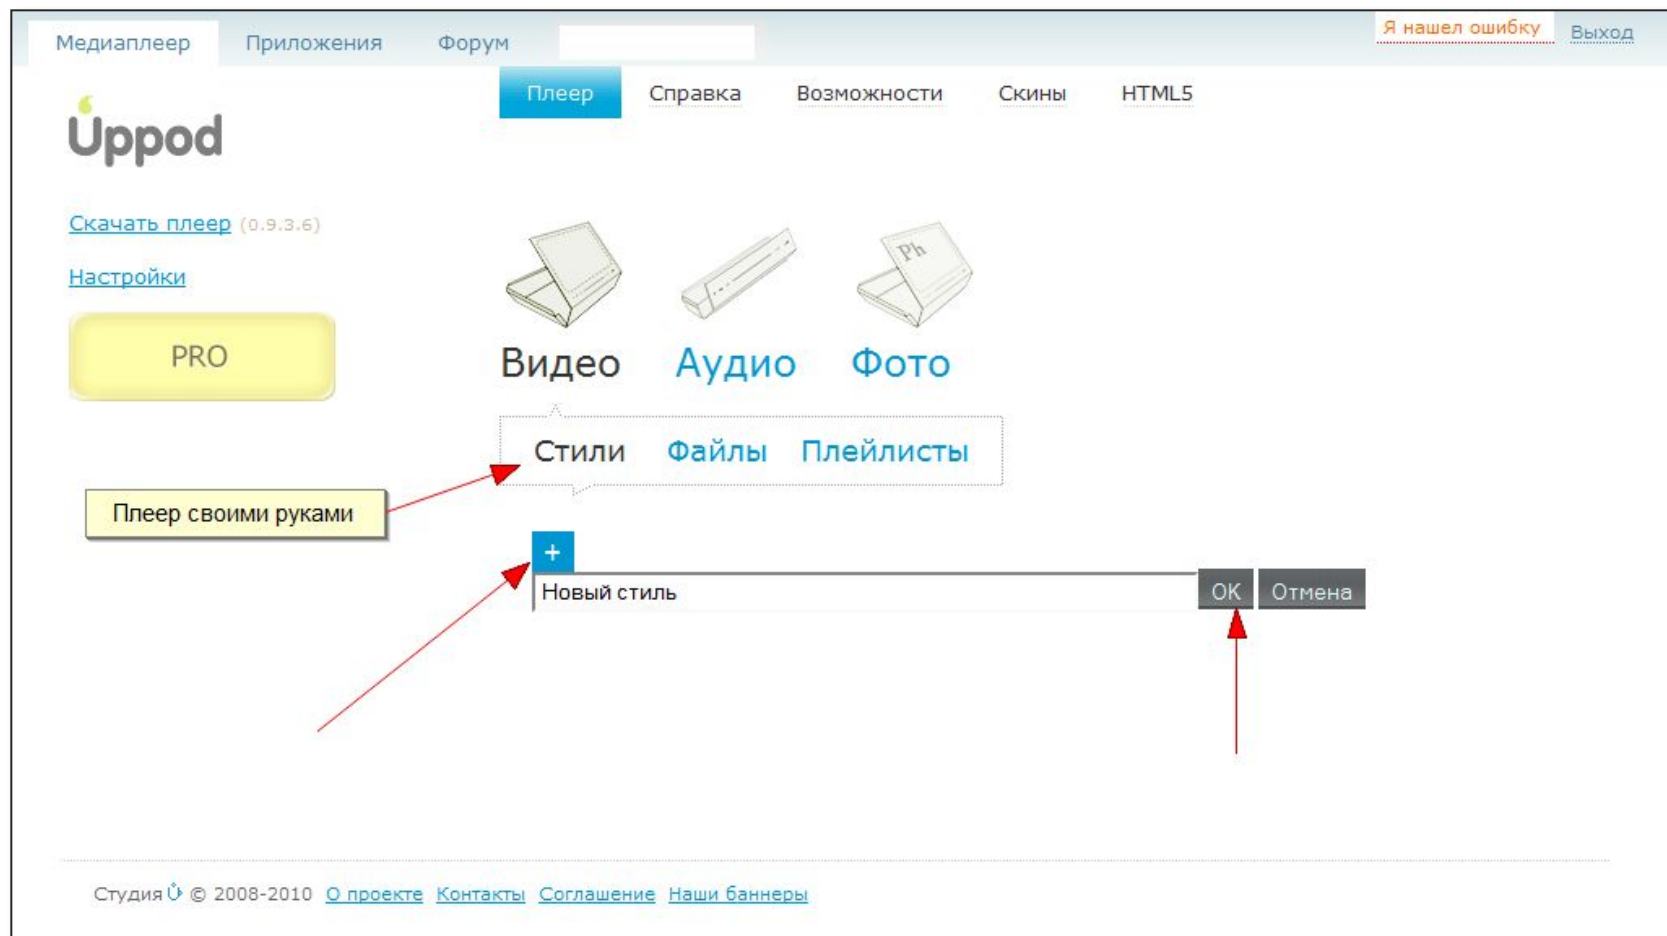 Медиаплеер Приложения Форум Я нашел ошибку Выход
Плеер Справка Возможности Скины HTML5
Uppod
Скачать плеер (0.9.3.6)
Настройки
Ph
PRO
Видео Аудио Фото
Стили Файлы Плейлисты
Плеер своими руками
+
Новый стиль OK Отмена
Студия Ů © 2008-2010 О проекте Контакты Соглашение Наши баннеры